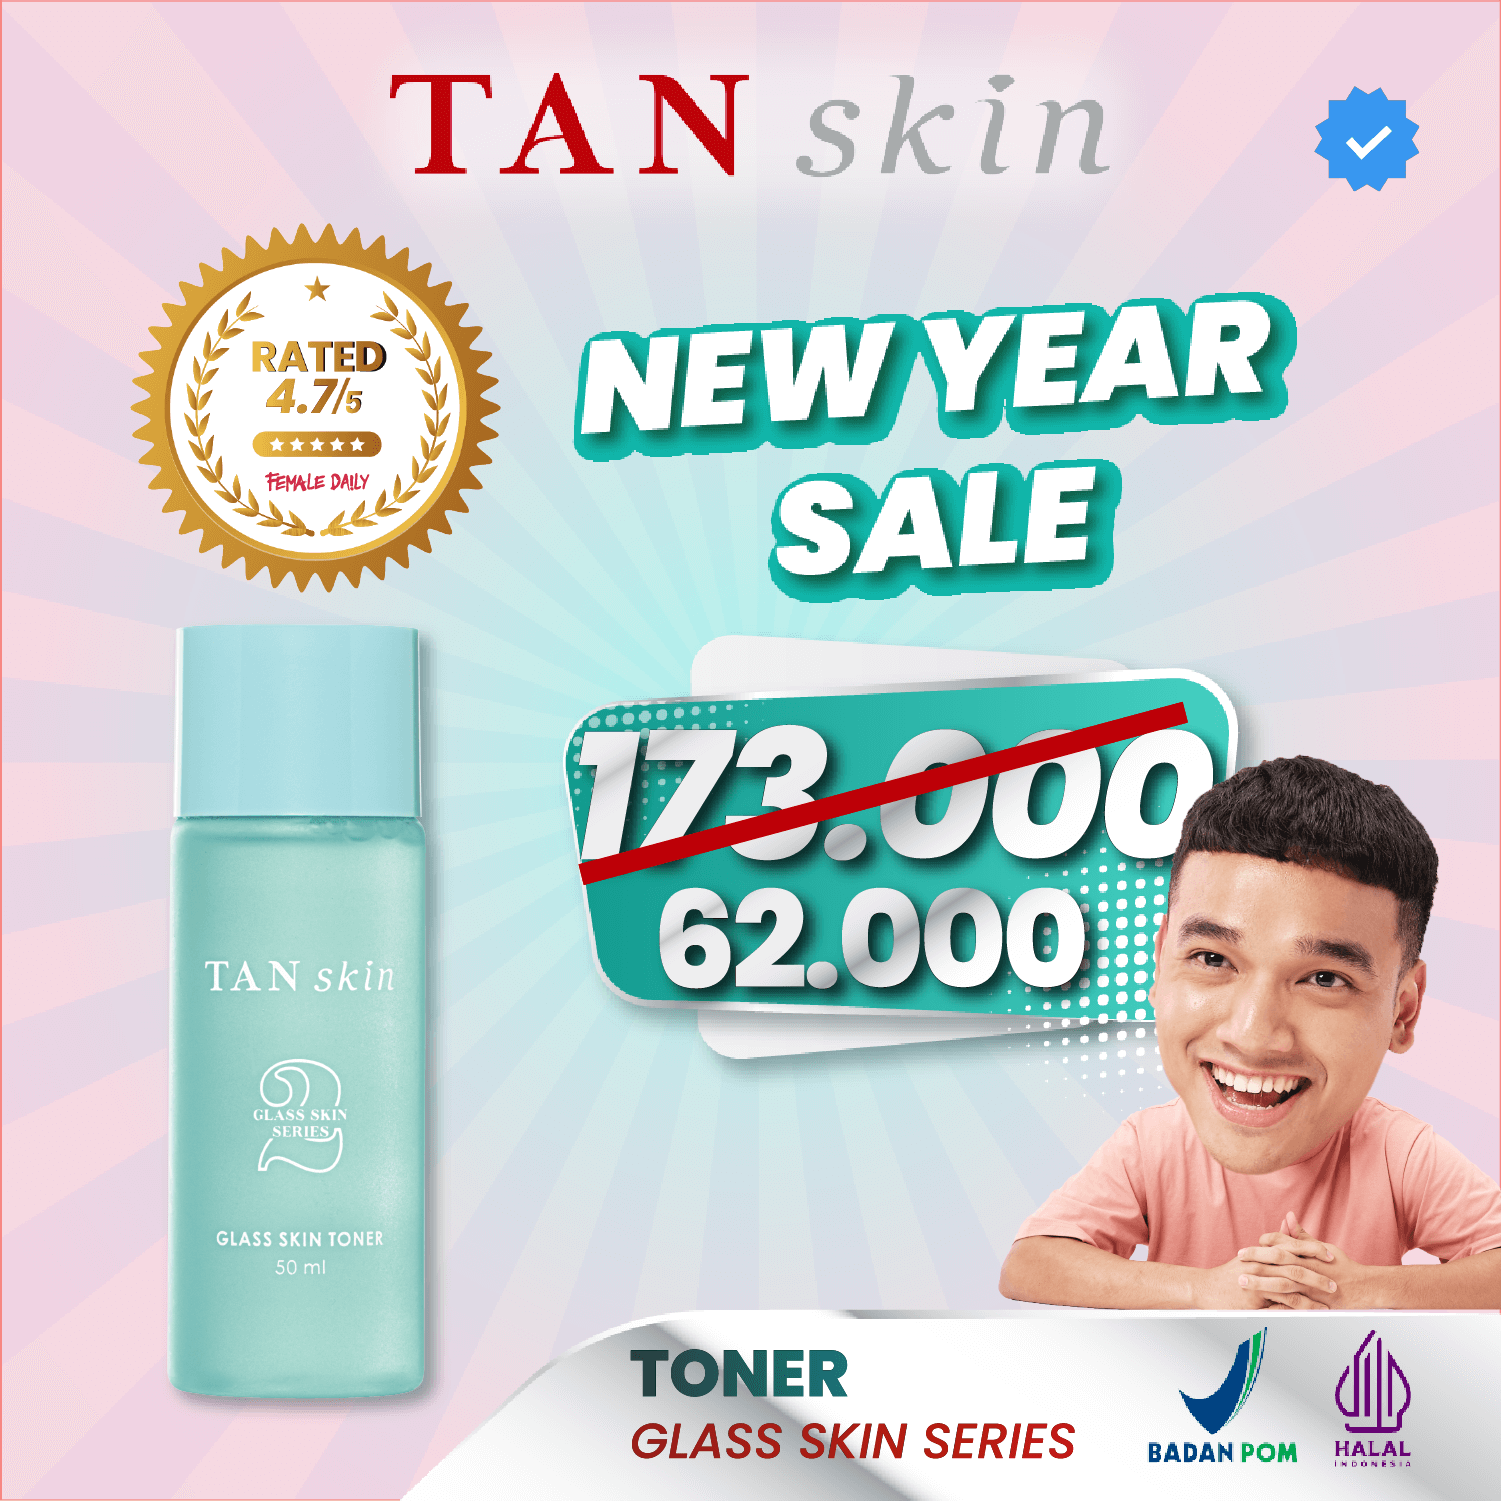 TAN skin
RATED
4.7/5
FEMALE DAILY
NEW YEAR
SALE
173.000
62.000
TAN skin
2
GLASS SKIN
SERIES
GLASS SKIN TONER
50 ml
TONER
GLASS SKIN SERIES
BADAN POM
HALAL
INDONESIA